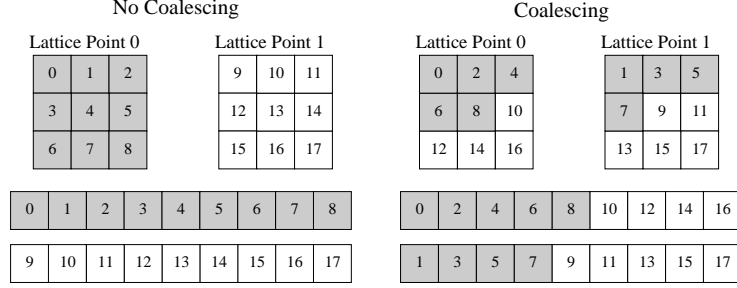 No Coalescing
Lattice Point 0 Lattice Point 1
0 1 2 9 10 11
3 4 5 12 13 14
6 7 8 15 16 17
0 1 2 3 4 5 6 7 8
9 10 11 12 13 14 15 16 17
Coalescing
Lattice Point 0 Lattice Point 1
0 2 4 1 3 5
6 8 10 7 9 11
12 14 16 13 15 17
0 2 4 6 8 10 12 14 16
1 3 5 7 9 11 13 15 17